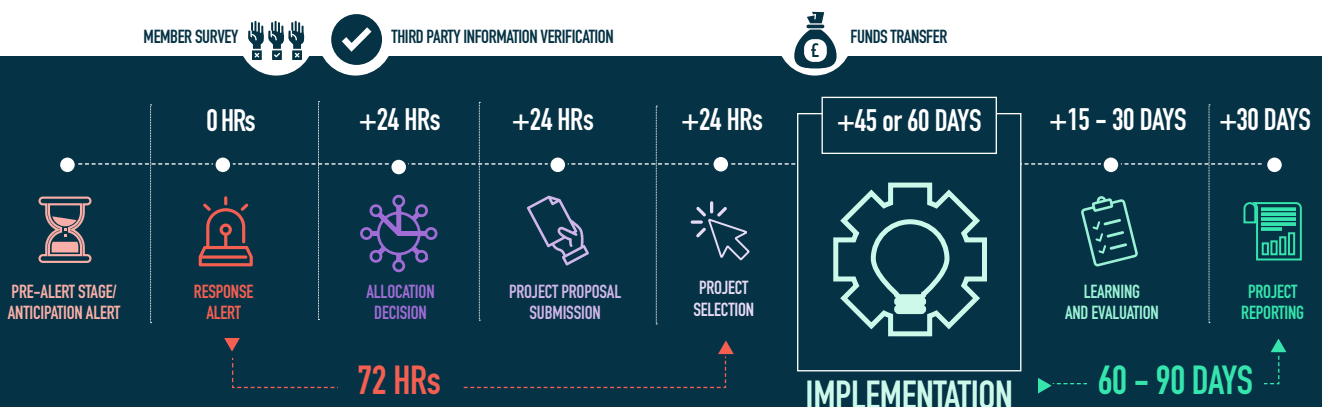 MEMBER SURVEY
THIRD PARTY INFORMATION VERIFICATION
£
FUNDS TRANSFER
0 HRs
+24 HRs
+24 HRs
+24 HRs
+45 or 60 DAYS
+15 - 30 DAYS
+30 DAYS
PRE-ALERT STAGE/
ANTICIPATION ALERT
RESPONSE
ALERT
ALLOCATION
DECISION
PROJECT PROPOSAL
SUBMISSION
PROJECT
SELECTION
LEARNING
AND EVALUATION
PROJECT
REPORTING
72 HRs
IMPLEMENTATION
60 - 90 DAYS